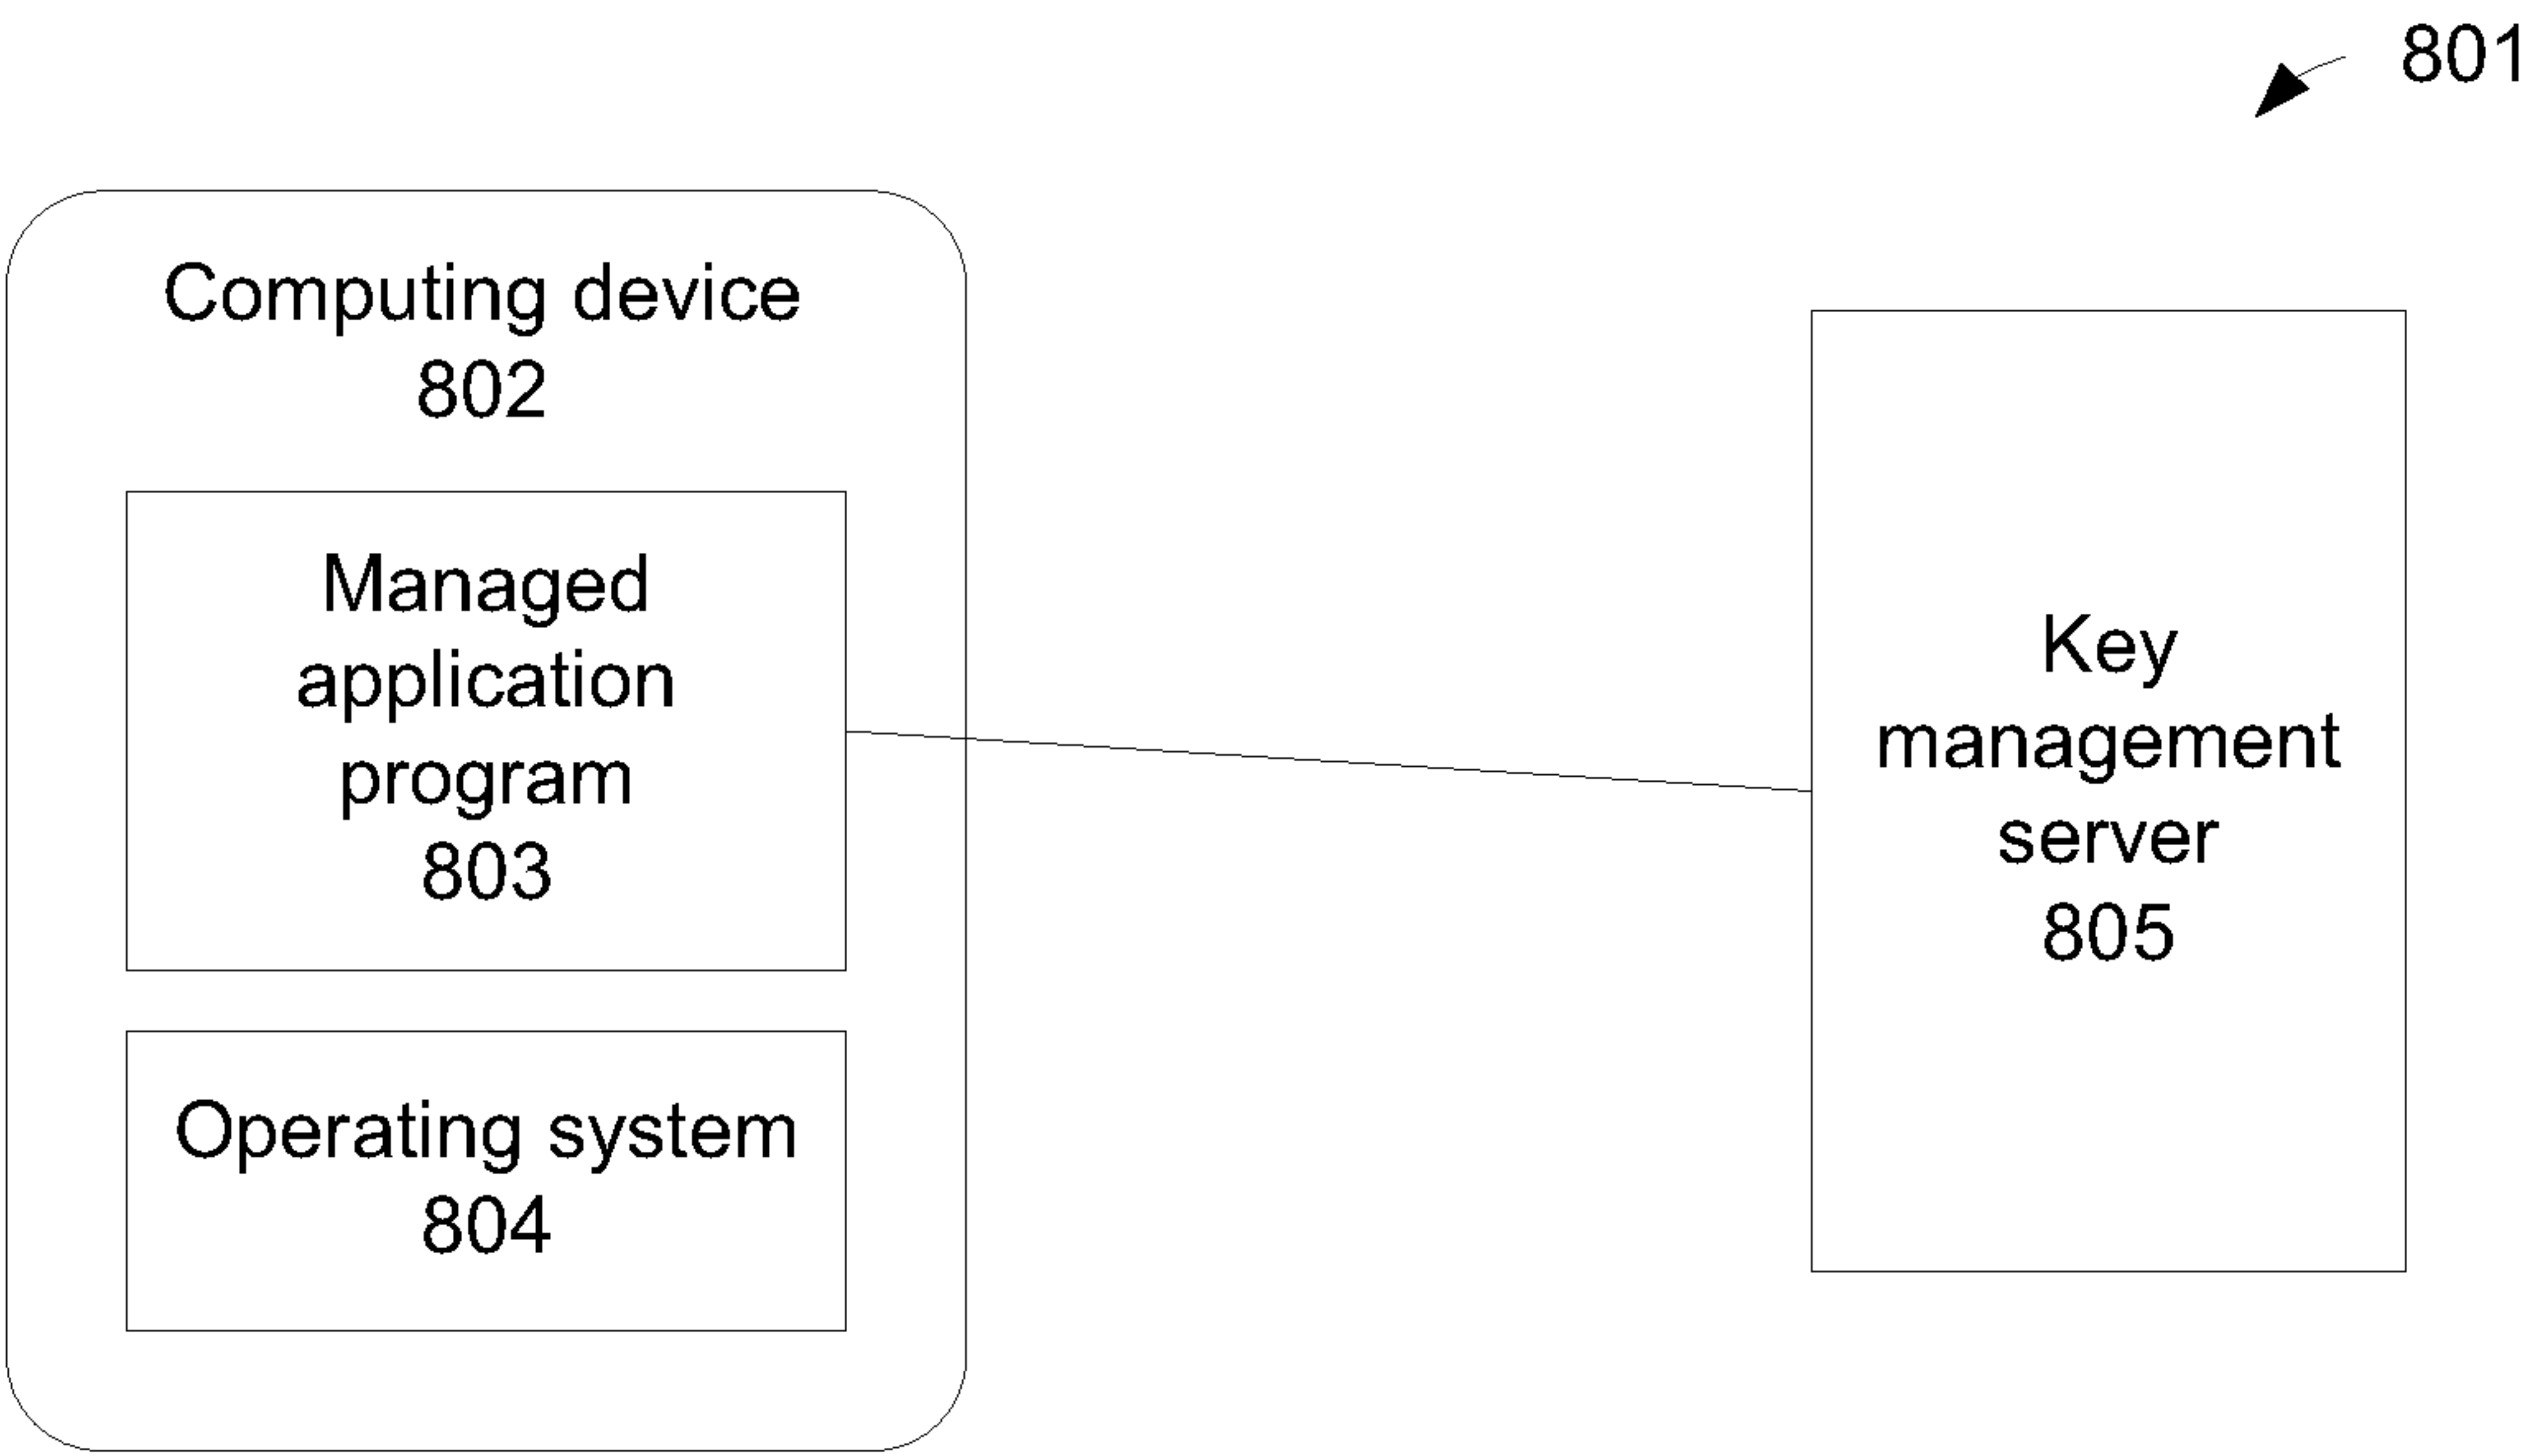 801
Computing device
802
Managed
application
program
803
Operating system
804
Key
management
server
805